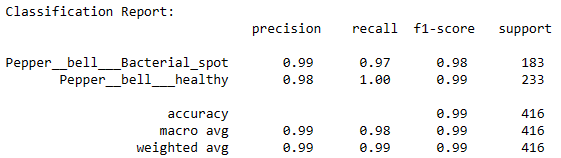 Classification Report:
precision recall f1-score support
Pepper__bell___Bacterial_spot 0.99 0.97 0.98 183
Pepper__bell___healthy 0.98 1.00 0.99 233
accuracy 0.99 416
macro avg 0.99 0.98 0.99 416
weighted avg 0.99 0.99 0.99 416